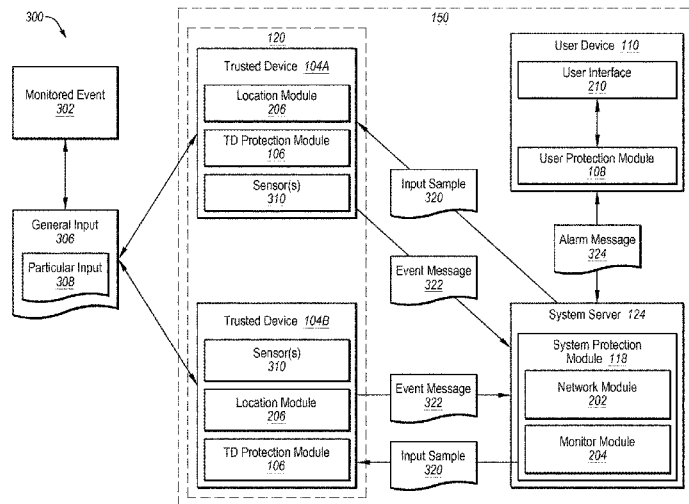 300
150
120
Monitored Event
302
General Input
306
Particular Input
308
Trusted Device 104A
Location Module
206
TD Protection Module
106
Sensor(s)
310
Trusted Device 104B
Sensor(s)
310
Location Module
206
TD Protection Module
106
Input Sample
320
Event Message
322
Event Message
322
Input Sample
320
User Device 110
User Interface
210
User Protection Module
108
Alarm Message
324
System Server 124
System Protection
Module 118
Network Module
202
Monitor Module
204